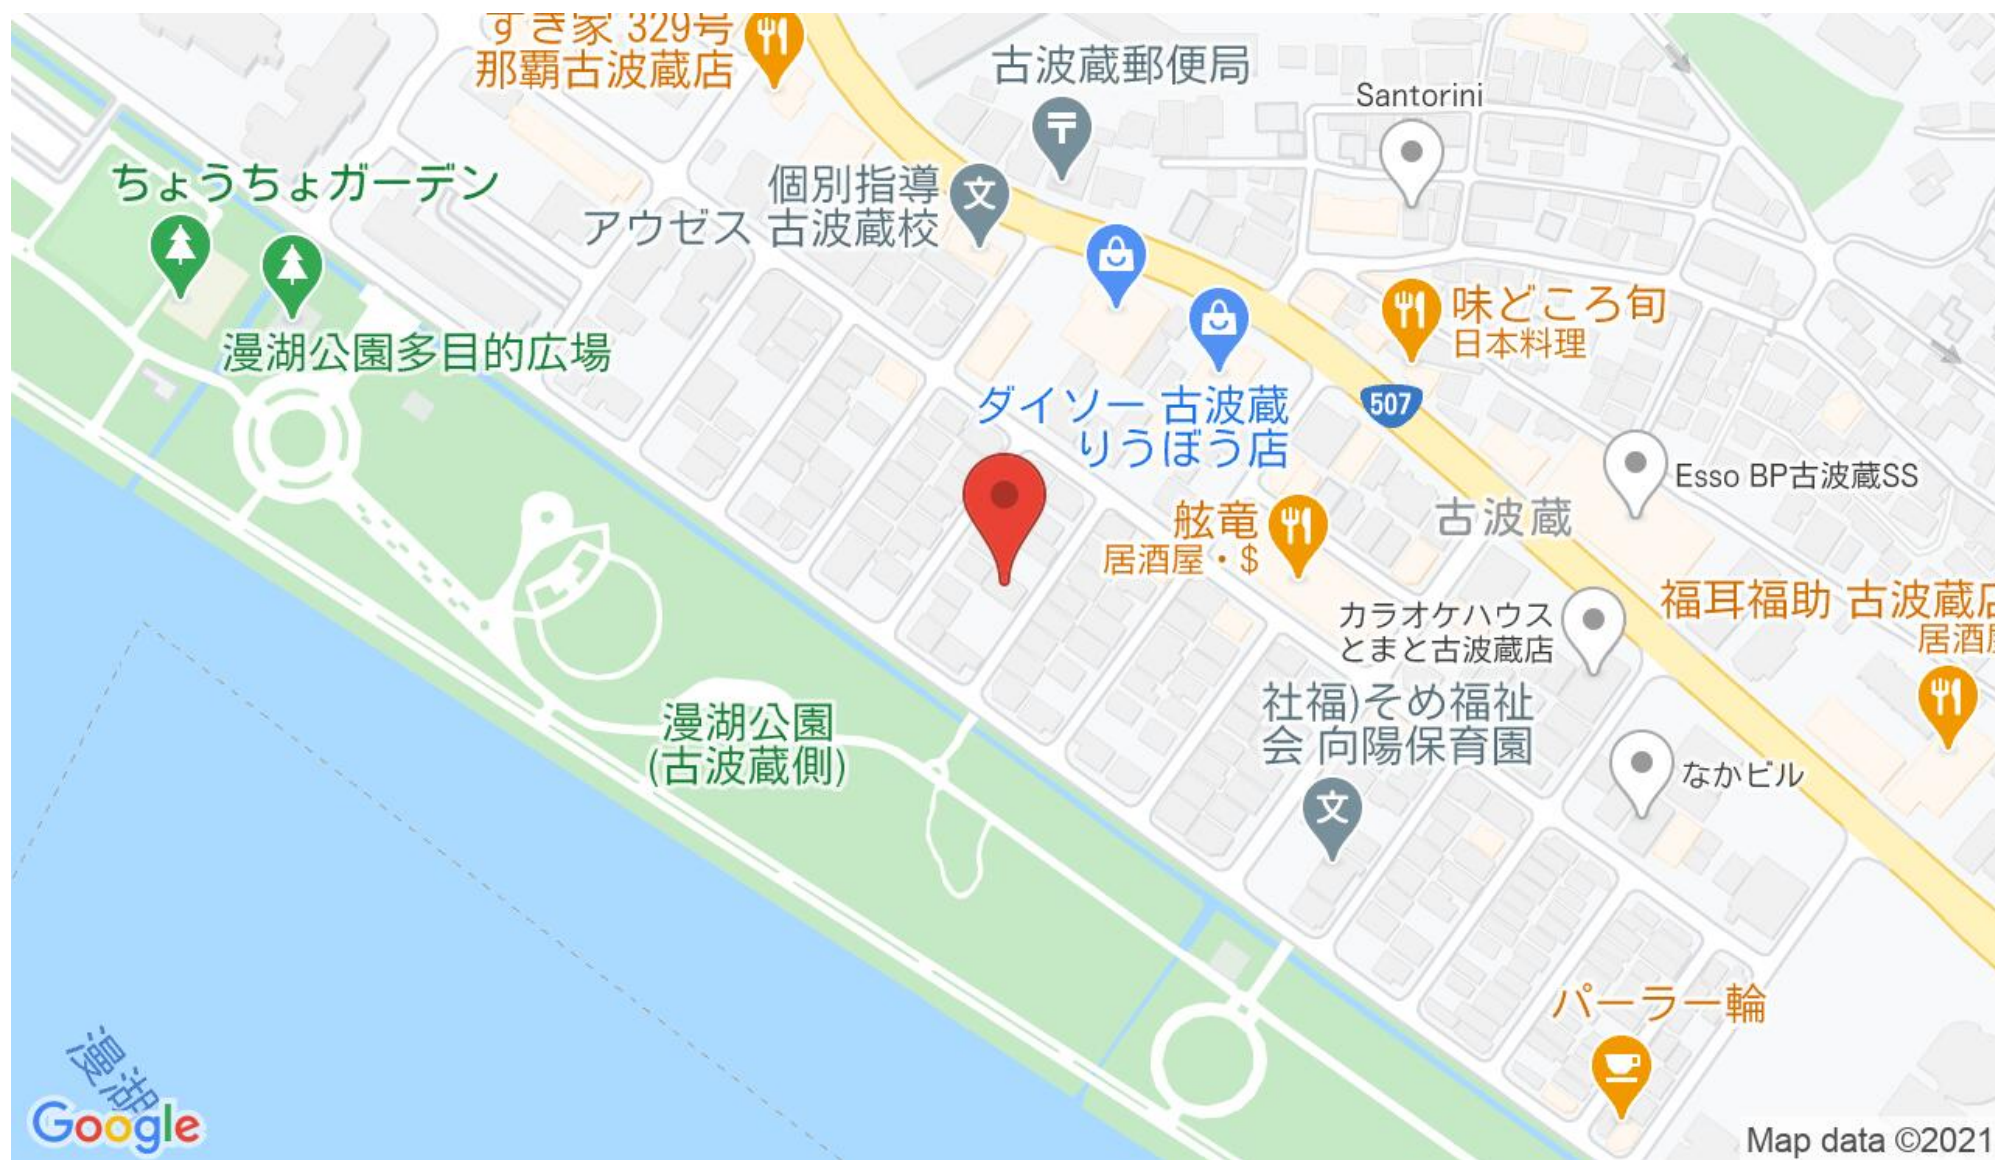 すき家 329号
那覇古波蔵店
古波蔵郵便局
Santorini
ちょうちょガーデン
個別指導
アウゼス 古波蔵校
漫湖公園多目的広場
味どころ旬
日本料理
ダイソー 古波蔵
りうぼう店
507
Esso BP古波蔵SS
古波蔵
舷竜
居酒屋・$
カラオケハウス
とまと古波蔵店
福耳福助 古波蔵店
居酒屋
社福)そめ福祉
会 向陽保育園
漫湖公園
(古波蔵側)
なかビル
パーラー輪
漫湖
Google
Map data ©2021